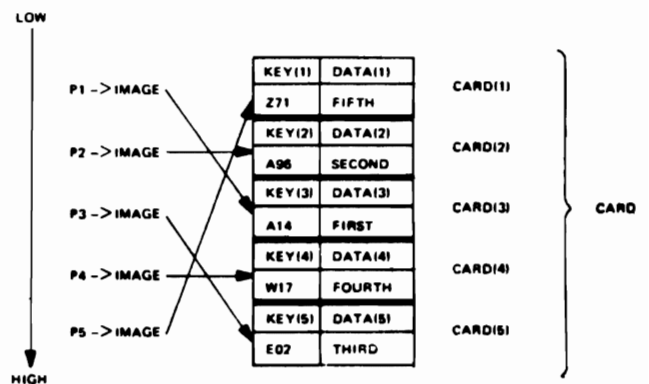 LOW
KEY(1) DATA(1)
P1 ->IMAGE CARD(1)
Z71 FIFTH
KEY(2) DATA(2)
P2 ->IMAGE CARD(2)
A96 SECOND
KEY(3) DATA(3)
P3 ->IMAGE CARD(3) CARD
A14 FIRST
KEY(4) DATA(4)
P4 ->IMAGE CARD(4)
W17 FOURTH
KEY(5) DATA(5)
P5 ->IMAGE CARD(5)
E02 THIRD
HIGH